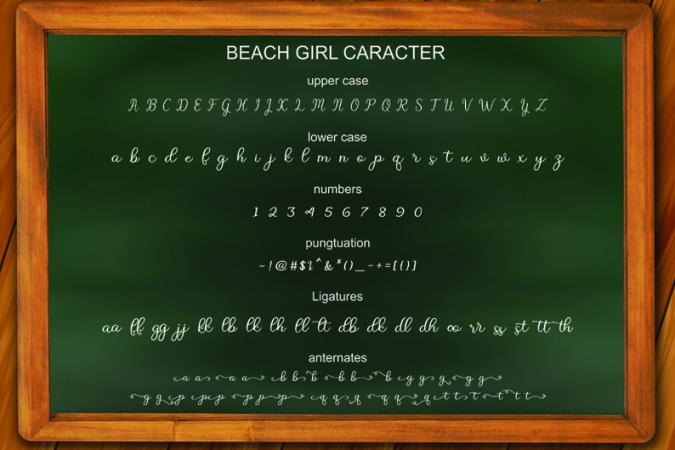 BEACH GIRL CARACTER
upper case
A B C D E F G H I J K L M N O P Q R S T U V W X Y Z
lower case
a b c d e f g h i j k l m n o p q r s t u v w x y z
numbers
1 2 3 4 5 6 7 8 9 0
pungtuation
~!@#$%^&*()_-+=[{}]
Ligatures
aa ff gg jj kk lb lk lh ll lt db dk dl dh oo rr ss st tt th
anternates